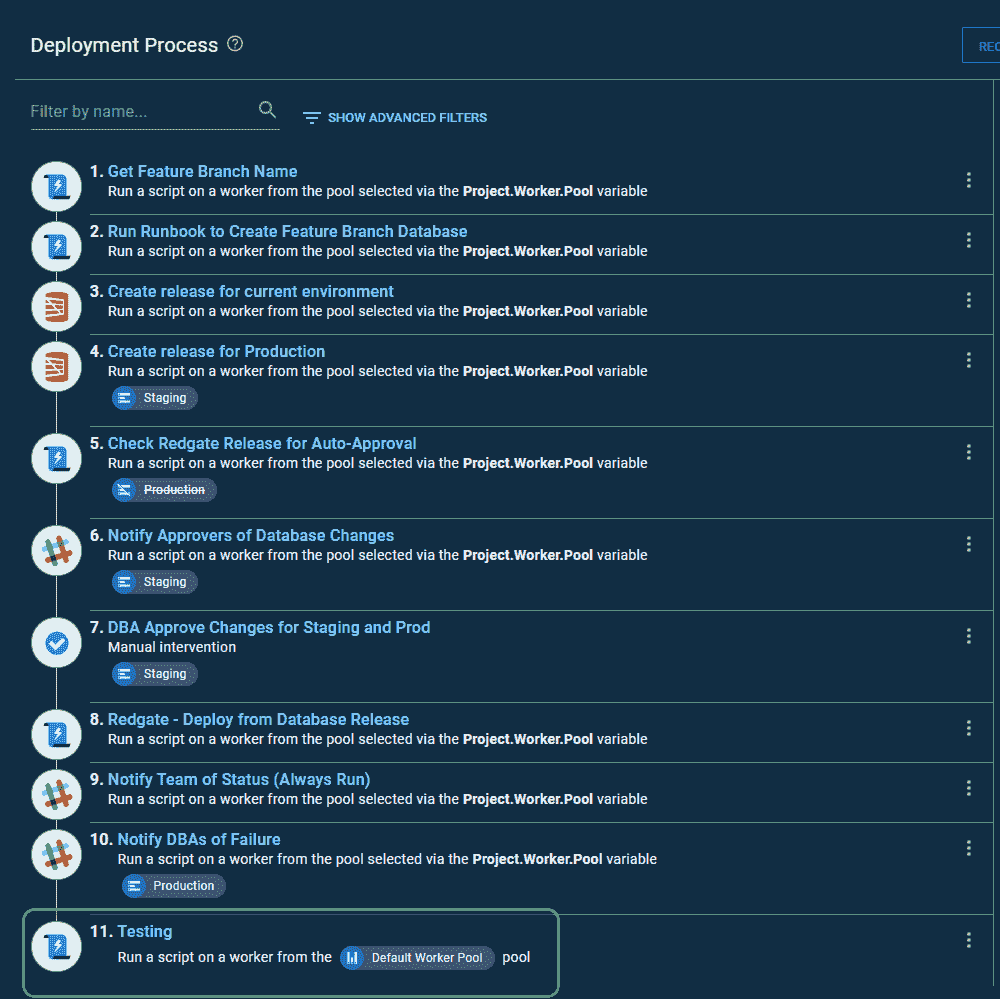 Deployment Process
REC
Filter by name...
SHOW ADVANCED FILTERS
1. Get Feature Branch Name
Run a script on a worker from the pool selected via the Project.Worker.Pool variable
2. Run Runbook to Create Feature Branch Database
Run a script on a worker from the pool selected via the Project.Worker.Pool variable
3. Create release for current environment
Run a script on a worker from the pool selected via the Project.Worker.Pool variable
4. Create release for Production
Run a script on a worker from the pool selected via the Project.Worker.Pool variable
Staging
5. Check Redgate Release for Auto-Approval
Run a script on a worker from the pool selected via the Project.Worker.Pool variable
Production
6. Notify Approvers of Database Changes
Run a script on a worker from the pool selected via the Project.Worker.Pool variable
Staging
7. DBA Approve Changes for Staging and Prod
Manual intervention
Staging
8. Redgate - Deploy from Database Release
Run a script on a worker from the pool selected via the Project.Worker.Pool variable
9. Notify Team of Status (Always Run)
Run a script on a worker from the pool selected via the Project.Worker.Pool variable
10. Notify DBAs of Failure
Run a script on a worker from the pool selected via the Project.Worker.Pool variable
Production
11. Testing
Run a script on a worker from the Default Worker Pool pool